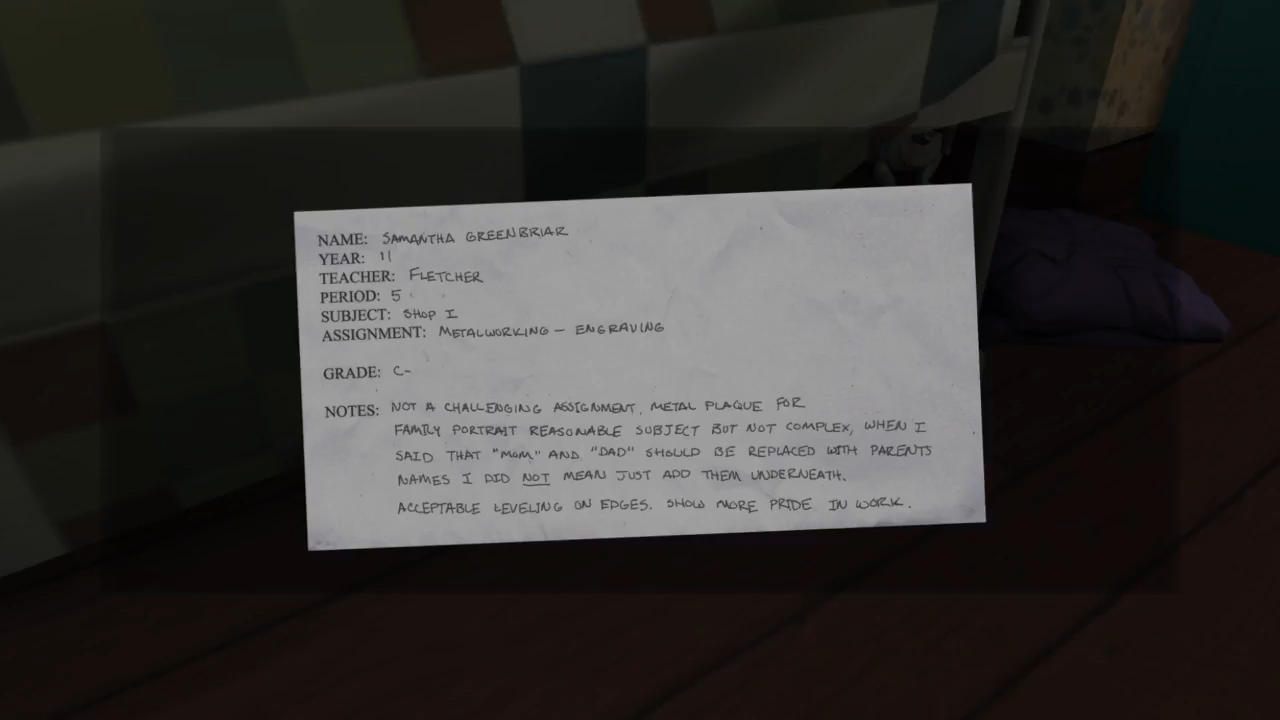 NAME: SAMANTHA GREENBRIAR
YEAR: 11
TEACHER: FLETCHER
PERIOD: 5
SUBJECT: SHOP I
ASSIGNMENT: METALWORKING – ENGRAVING
GRADE: C-
NOTES: NOT A CHALLENGING ASSIGNMENT, METAL PLAQUE FOR
FAMILY PORTRAIT REASONABLE SUBJECT BUT NOT COMPLEX, WHEN I
SAID THAT "MOM" AND "DAD" SHOULD BE REPLACED WITH PARENTS
NAMES I DID NOT MEAN JUST ADD THEM UNDERNEATH.
ACCEPTABLE LEVELING ON EDGES. SHOW MORE PRIDE IN WORK.